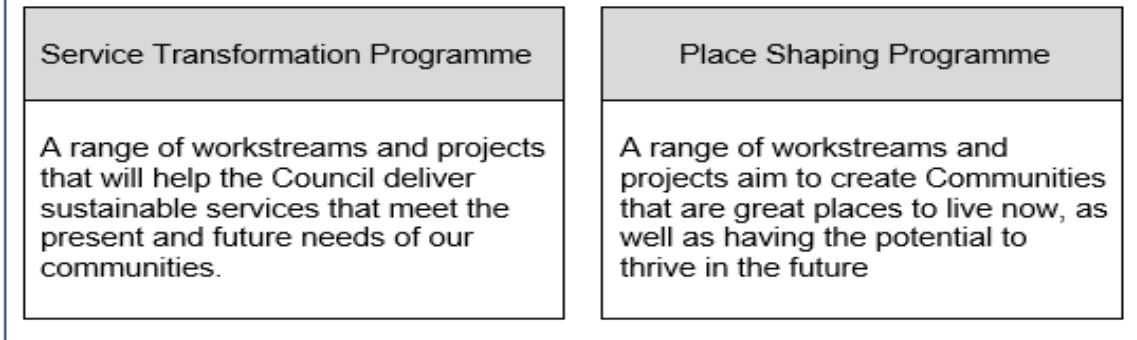 Service Transformation Programme
A range of workstreams and projects
that will help the Council deliver
sustainable services that meet the
present and future needs of our
communities.
Place Shaping Programme
A range of workstreams and
projects aim to create Communities
that are great places to live now, as
well as having the potential to
thrive in the future